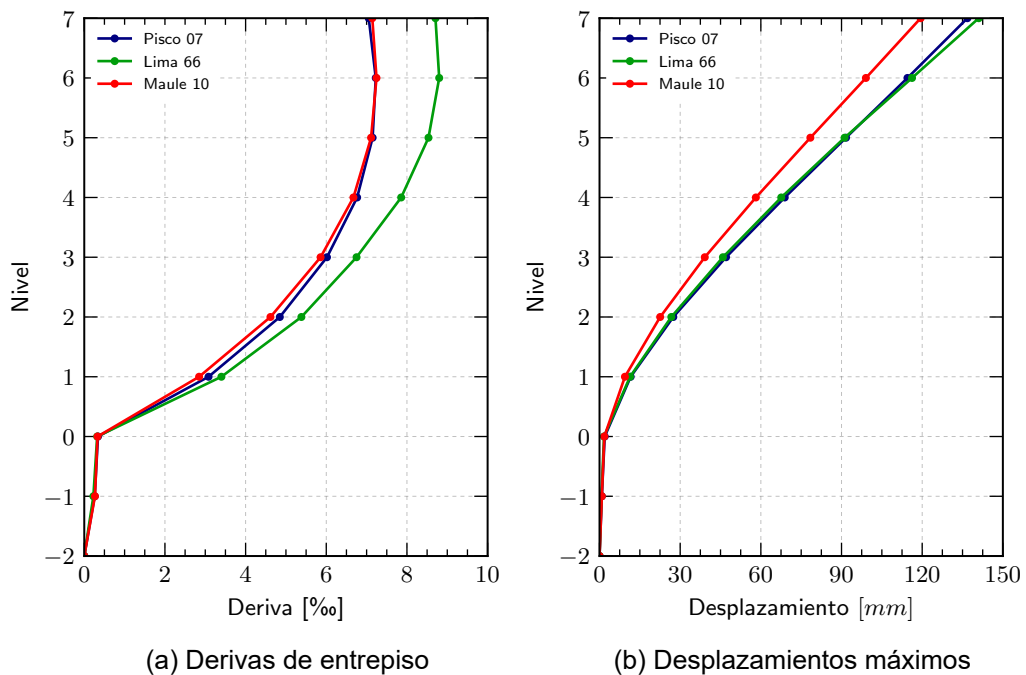 7
6
5
4
3
2
1
0
−1
−2
Nivel
Pisco 07
Lima 66
Maule 10
0 2 4 6 8 10
Deriva [‰]
(a) Derivas de entrepiso
7
6
5
4
3
2
1
0
−1
−2
Nivel
Pisco 07
Lima 66
Maule 10
0 30 60 90 120 150
Desplazamiento [mm]
(b) Desplazamientos máximos